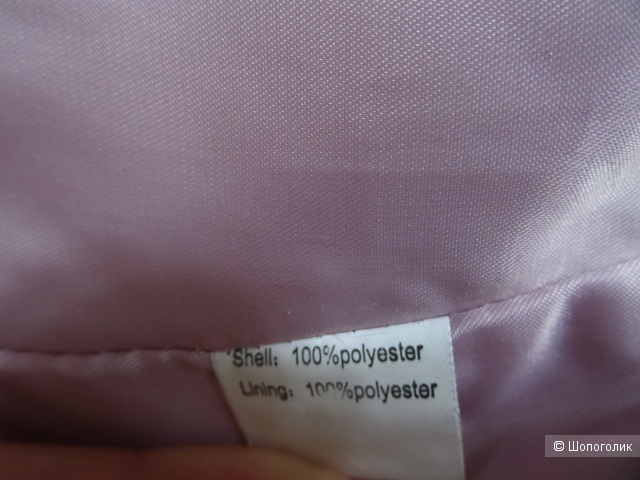 Shell: 100%polyester
Lining: 100%polyester
© Шопоголик